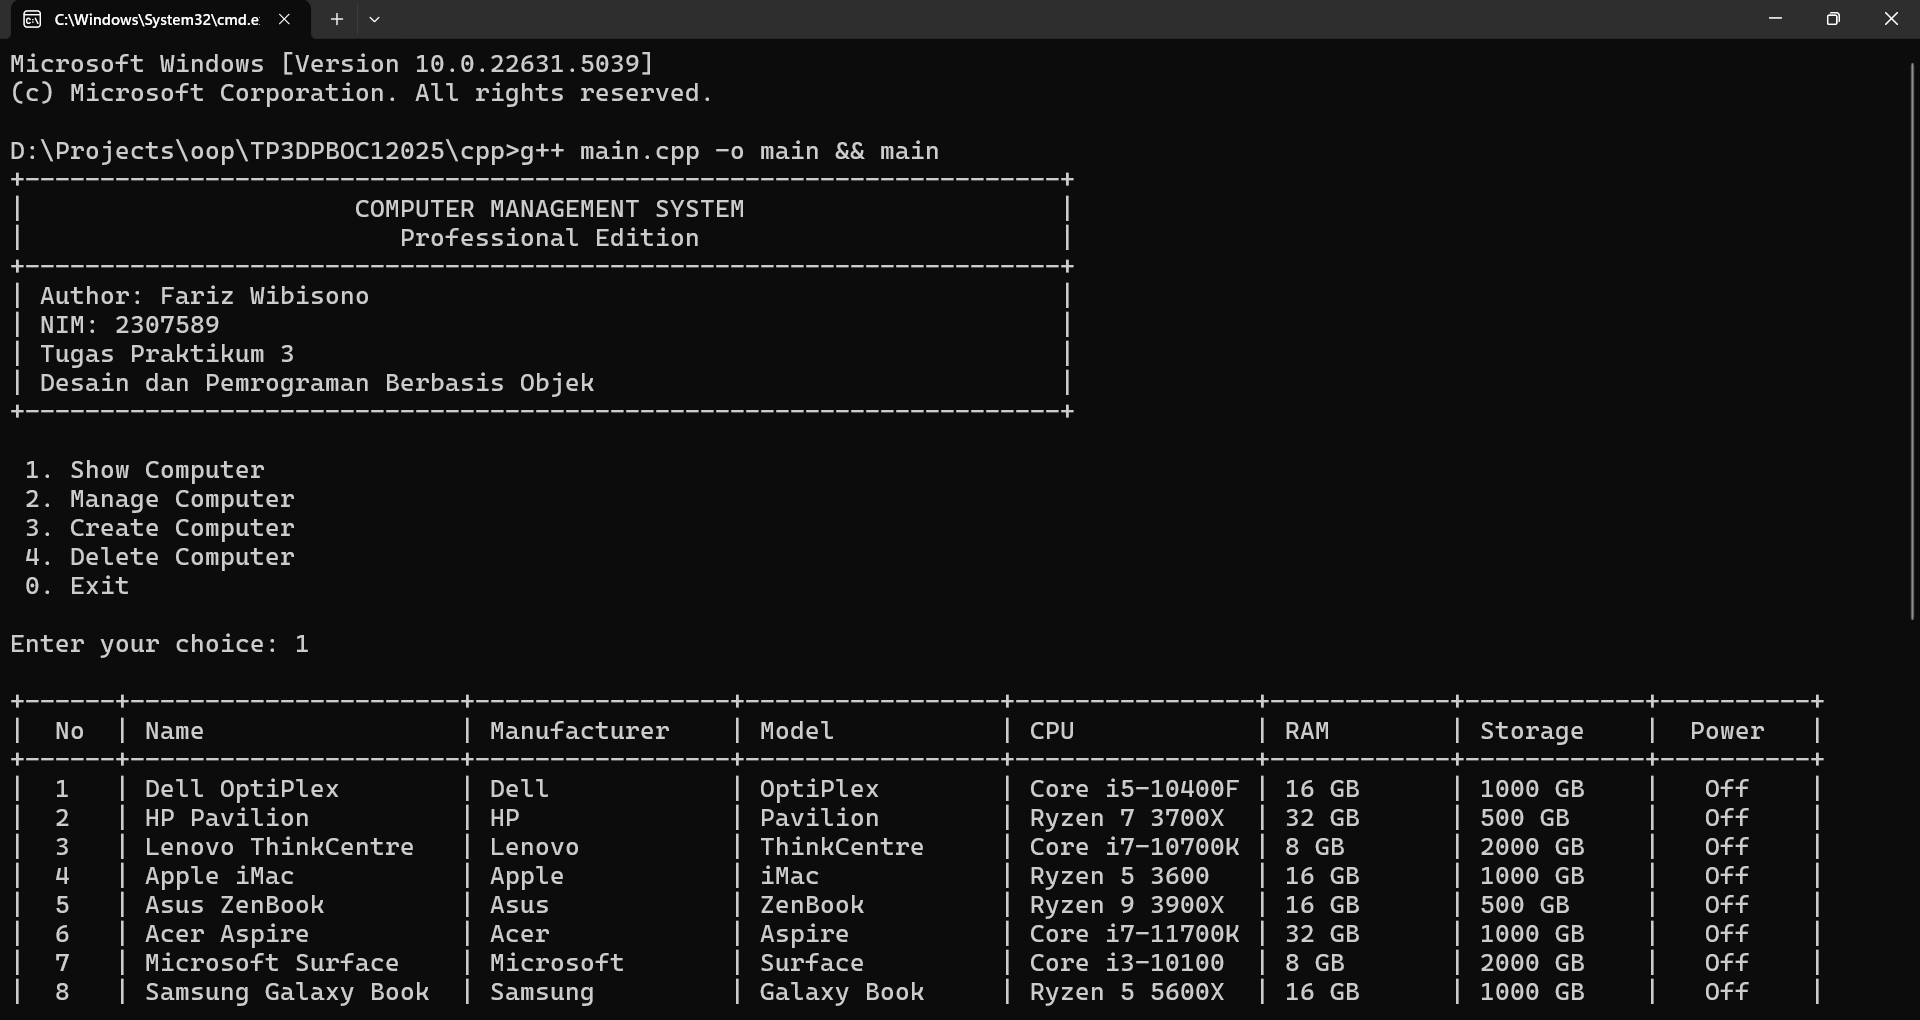 C:\Windows\System32\cmd.e
Microsoft Windows [Version 10.0.22631.5039]
(c) Microsoft Corporation. All rights reserved.
D:\Projects\oop\TP3DPBOC12025\cpp>g++ main.cpp -o main && main
+---------------------------------------------------------------------+
|                      COMPUTER MANAGEMENT SYSTEM                     |
|                         Professional Edition                        |
+---------------------------------------------------------------------+
| Author: Fariz Wibisono                                              |
| NIM: 2307589                                                        |
| Tugas Praktikum 3                                                   |
| Desain dan Pemrograman Berbasis Objek                               |
+---------------------------------------------------------------------+
1. Show Computer
2. Manage Computer
3. Create Computer
4. Delete Computer
0. Exit
Enter your choice: 1
+------+----------------------+-----------------+-----------------+----------------+------------+------------+----------+
|  No  | Name                 | Manufacturer    | Model           | CPU            | RAM        | Storage    |  Power   |
+------+----------------------+-----------------+-----------------+----------------+------------+------------+----------+
|  1   | Dell OptiPlex        | Dell            | OptiPlex        | Core i5-10400F | 16 GB      | 1000 GB    |   Off    |
|  2   | HP Pavilion          | HP              | Pavilion        | Ryzen 7 3700X  | 32 GB      | 500 GB     |   Off    |
|  3   | Lenovo ThinkCentre   | Lenovo          | ThinkCentre     | Core i7-10700K | 8 GB       | 2000 GB    |   Off    |
|  4   | Apple iMac           | Apple           | iMac            | Ryzen 5 3600   | 16 GB      | 1000 GB    |   Off    |
|  5   | Asus ZenBook         | Asus            | ZenBook         | Ryzen 9 3900X  | 16 GB      | 500 GB     |   Off    |
|  6   | Acer Aspire          | Acer            | Aspire          | Core i7-11700K | 32 GB      | 1000 GB    |   Off    |
|  7   | Microsoft Surface    | Microsoft       | Surface         | Core i3-10100  | 8 GB       | 2000 GB    |   Off    |
|  8   | Samsung Galaxy Book  | Samsung         | Galaxy Book     | Ryzen 5 5600X  | 16 GB      | 1000 GB    |   Off    |